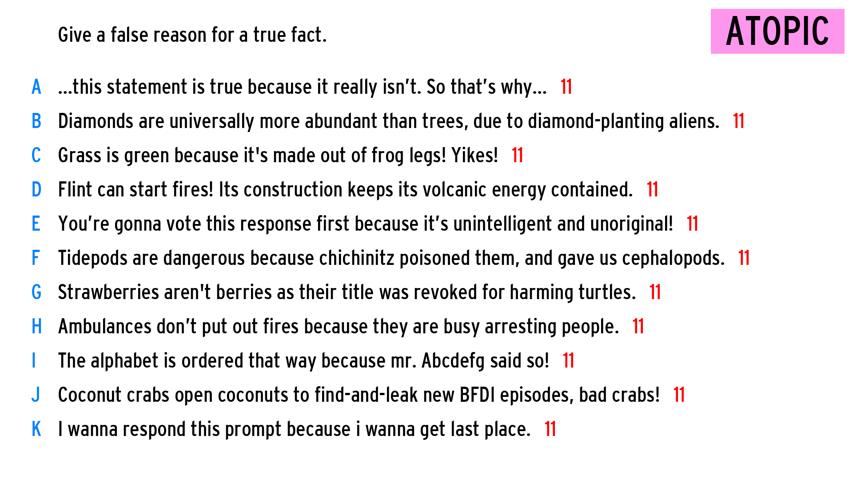 Give a false reason for a true fact.
ATOPIC
A ...this statement is true because it really isn't. So that's why... 11
B Diamonds are universally more abundant than trees, due to diamond-planting aliens. 11
C Grass is green because it's made out of frog legs! Yikes! 11
D Flint can start fires! Its construction keeps its volcanic energy contained. 11
E You're gonna vote this response first because it's unintelligent and unoriginal! 11
F Tidepods are dangerous because chichinitz poisoned them, and gave us cephalopods. 11
G Strawberries aren't berries as their title was revoked for harming turtles. 11
H Ambulances don't put out fires because they are busy arresting people. 11
I The alphabet is ordered that way because mr. Abcdefg said so! 11
J Coconut crabs open coconuts to find-and-leak new BFDI episodes, bad crabs! 11
K I wanna respond this prompt because i wanna get last place. 11